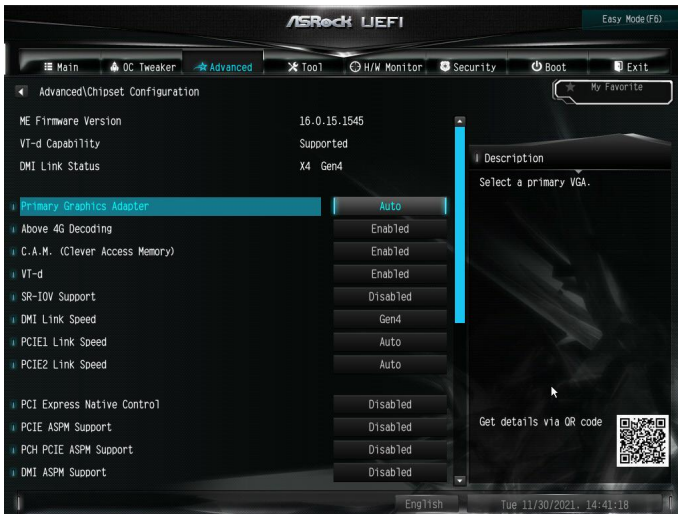 ASRock UEFI
Easy Mode(F6)
Main
OC Tweaker
Advanced
Tool
H/W Monitor
Security
Boot
Exit
Advanced\Chipset Configuration
My Favorite
ME Firmware Version 16.0.15.1545
VT-d Capability Supported
DMI Link Status X4 Gen4
Description
Select a primary VGA.
Primary Graphics Adapter Auto
Above 4G Decoding Enabled
C.A.M. (Clever Access Memory) Enabled
VT-d Enabled
SR-IOV Support Disabled
DMI Link Speed Gen4
PCIE1 Link Speed Auto
PCIE2 Link Speed Auto
PCI Express Native Control Disabled
PCIE ASPM Support Disabled
PCH PCIE ASPM Support Disabled
DMI ASPM Support Disabled
Get details via QR code
English
Tue 11/30/2021. 14:41:18